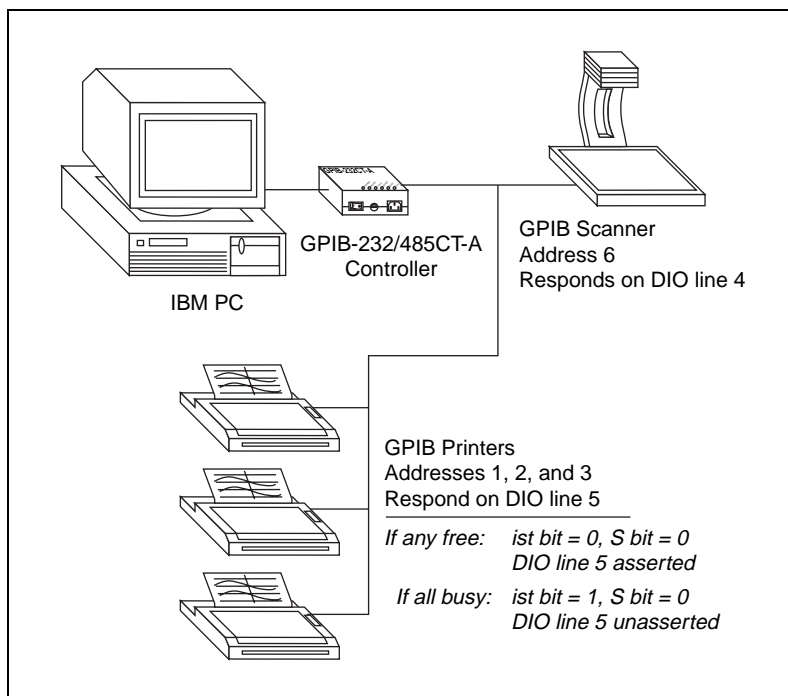 GPIB-232CT-A
GPIB-232/485CT-A
Controller
IBM PC
GPIB Scanner
Address 6
Responds on DIO line 4
GPIB Printers
Addresses 1, 2, and 3
Respond on DIO line 5
If any free: ist bit = 0, S bit = 0
DIO line 5 asserted
If all busy: ist bit = 1, S bit = 0
DIO line 5 unasserted